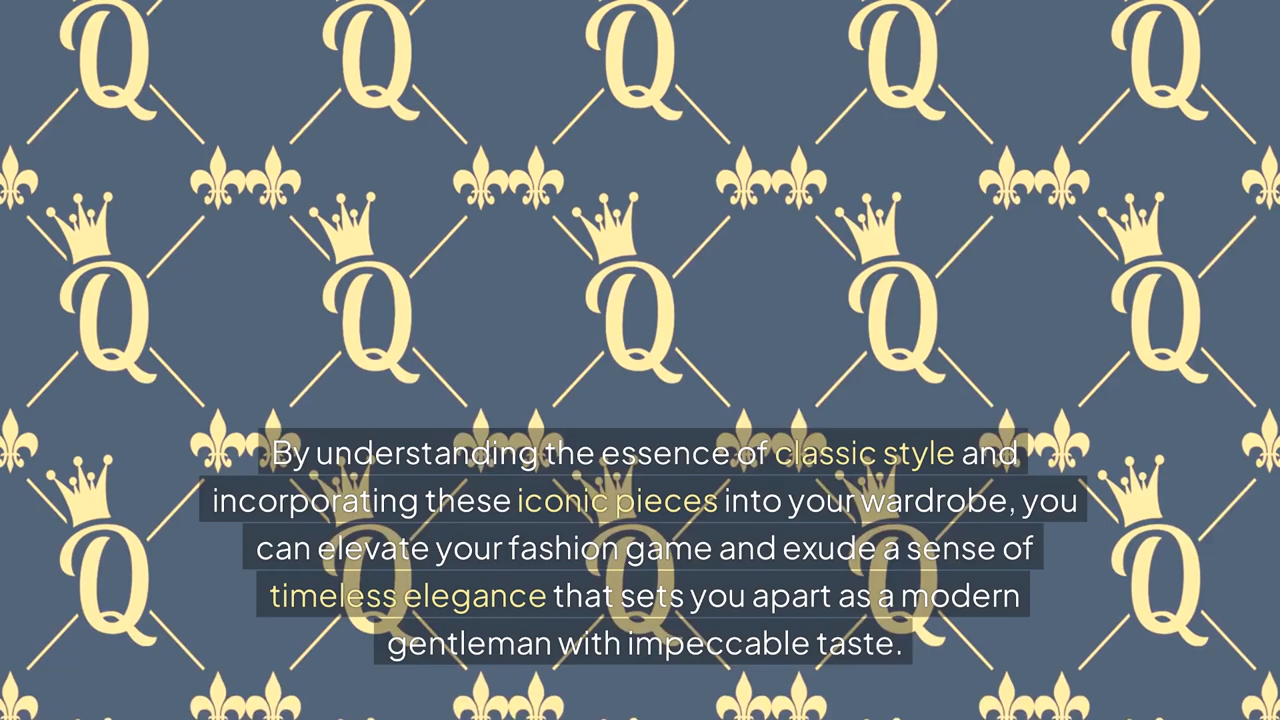 Q Q Q Q Q
Q Q Q Q Q
By understanding the essence of classic style and
incorporating these iconic pieces into your wardrobe, you
can elevate your fashion game and exude a sense of
timeless elegance that sets you apart as a modern
gentleman with impeccable taste.
Q Q Q Q Q